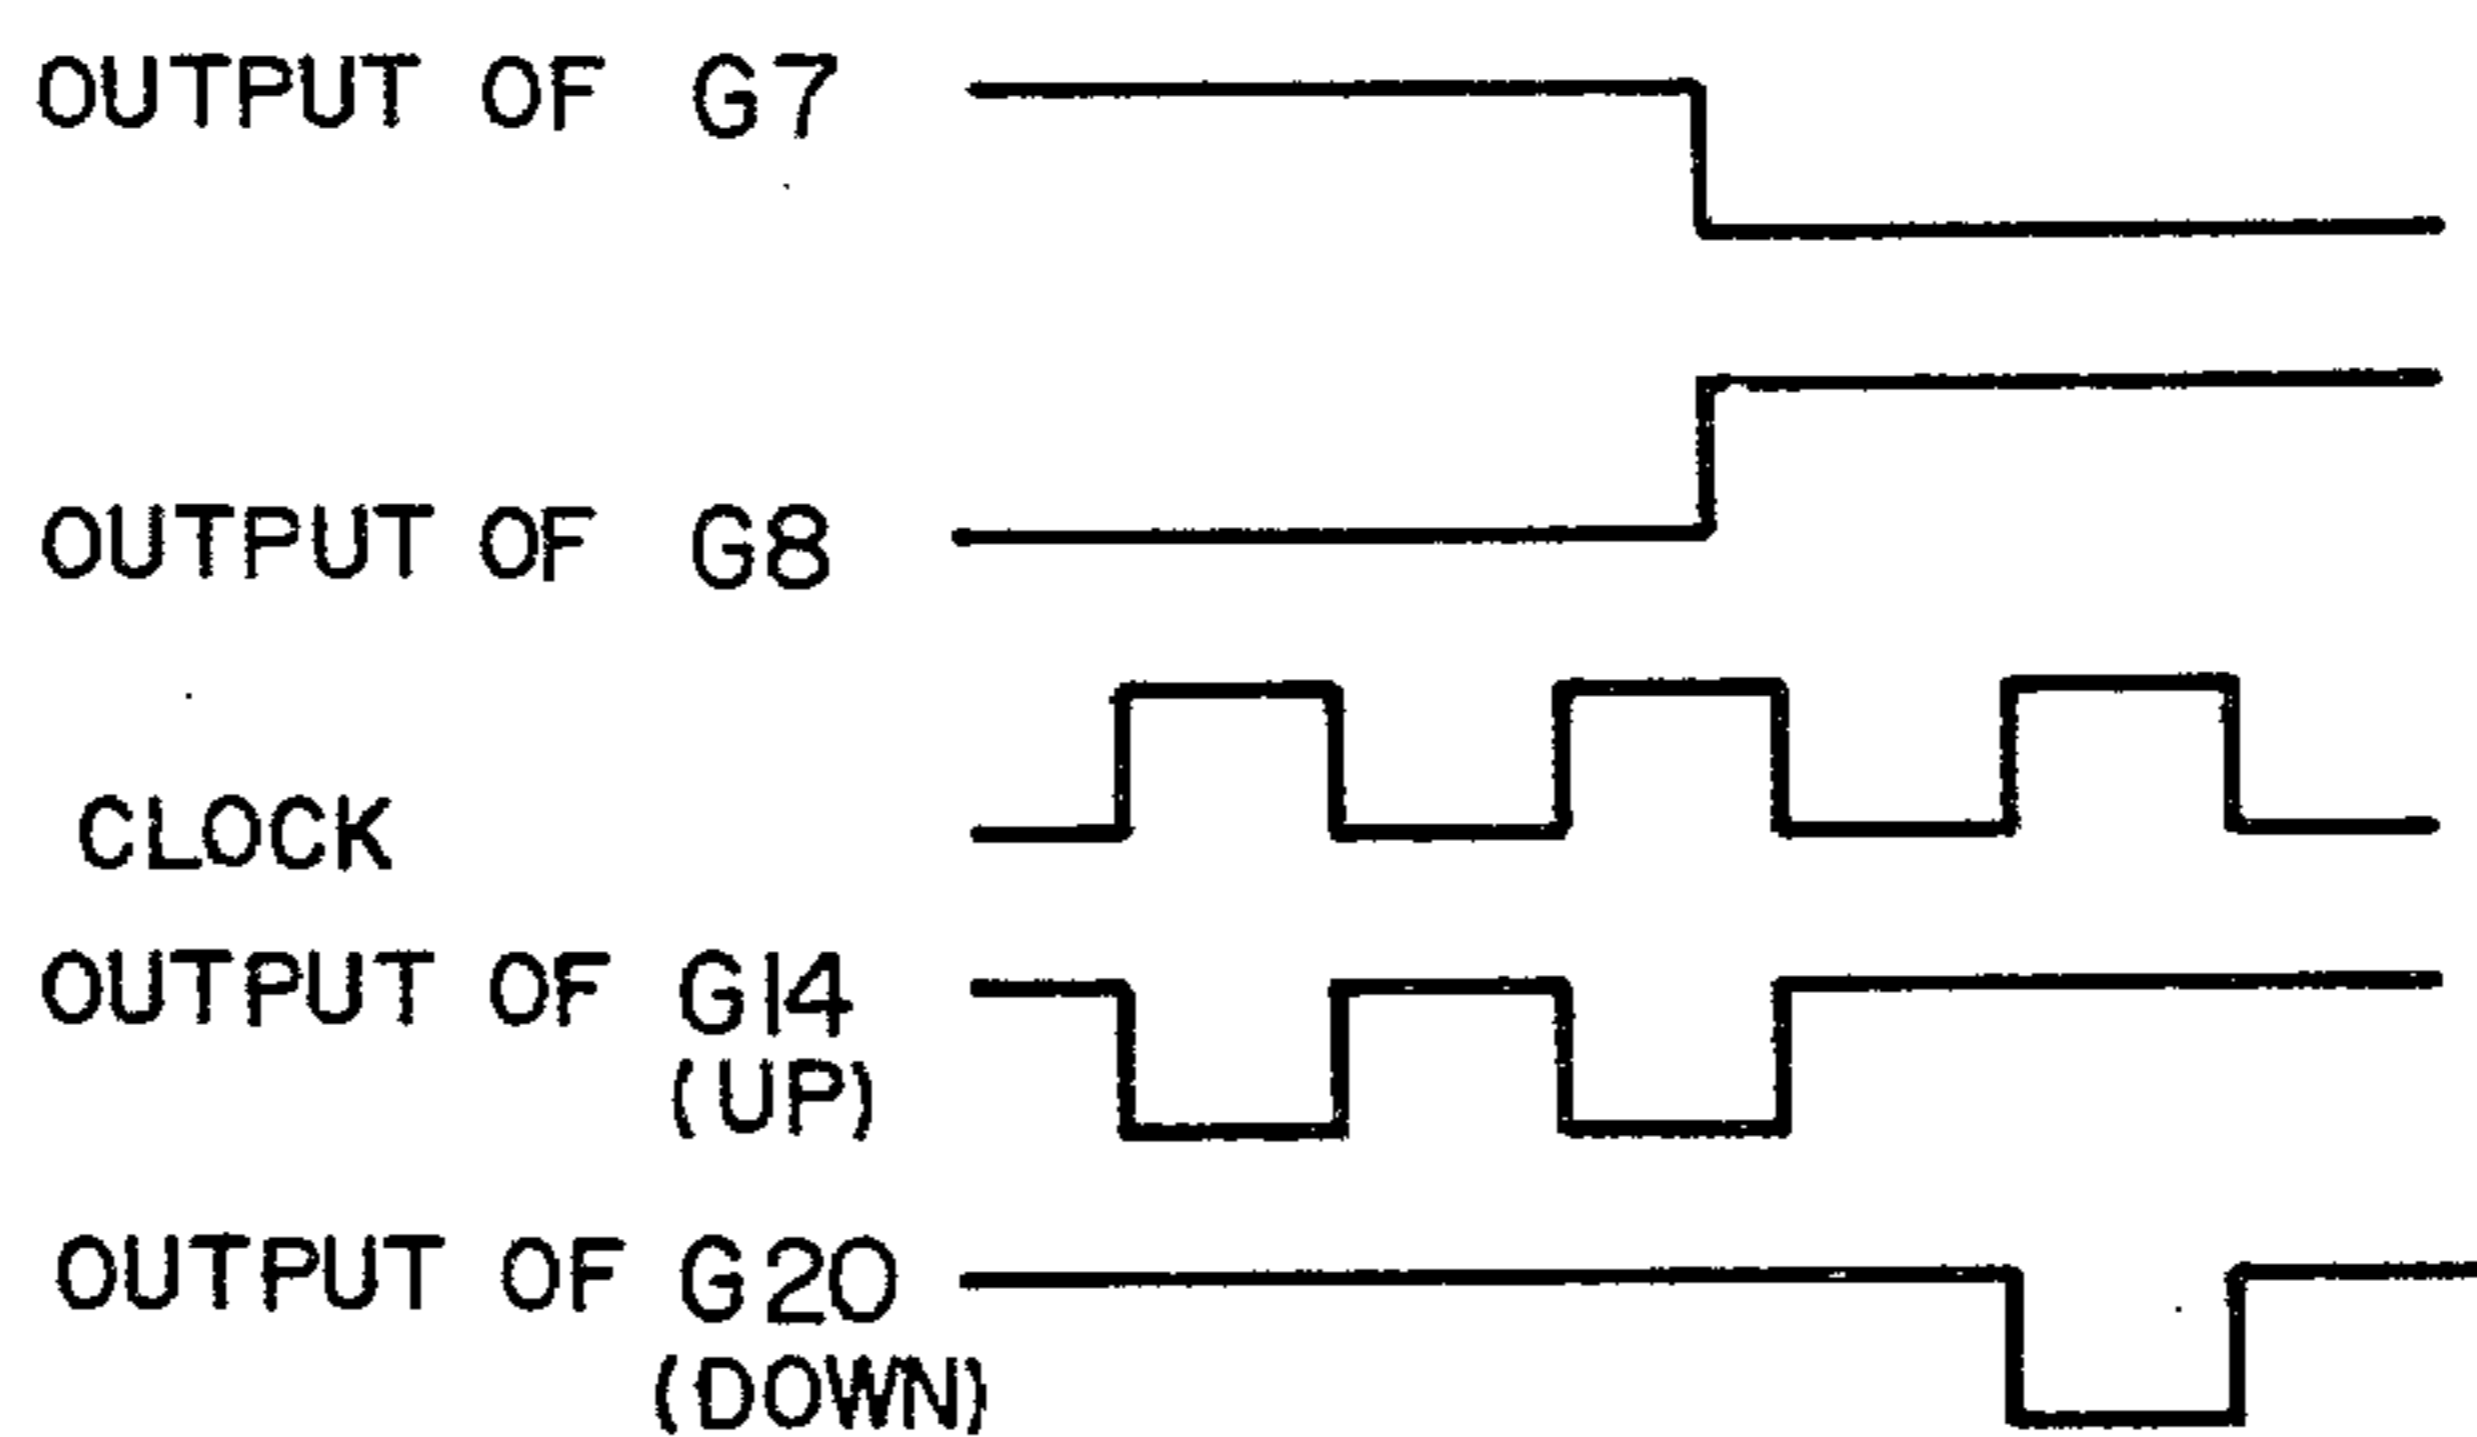 OUTPUT OF G7
OUTPUT OF G8
CLOCK
OUTPUT OF G14
(UP)
OUTPUT OF G20
(DOWN)